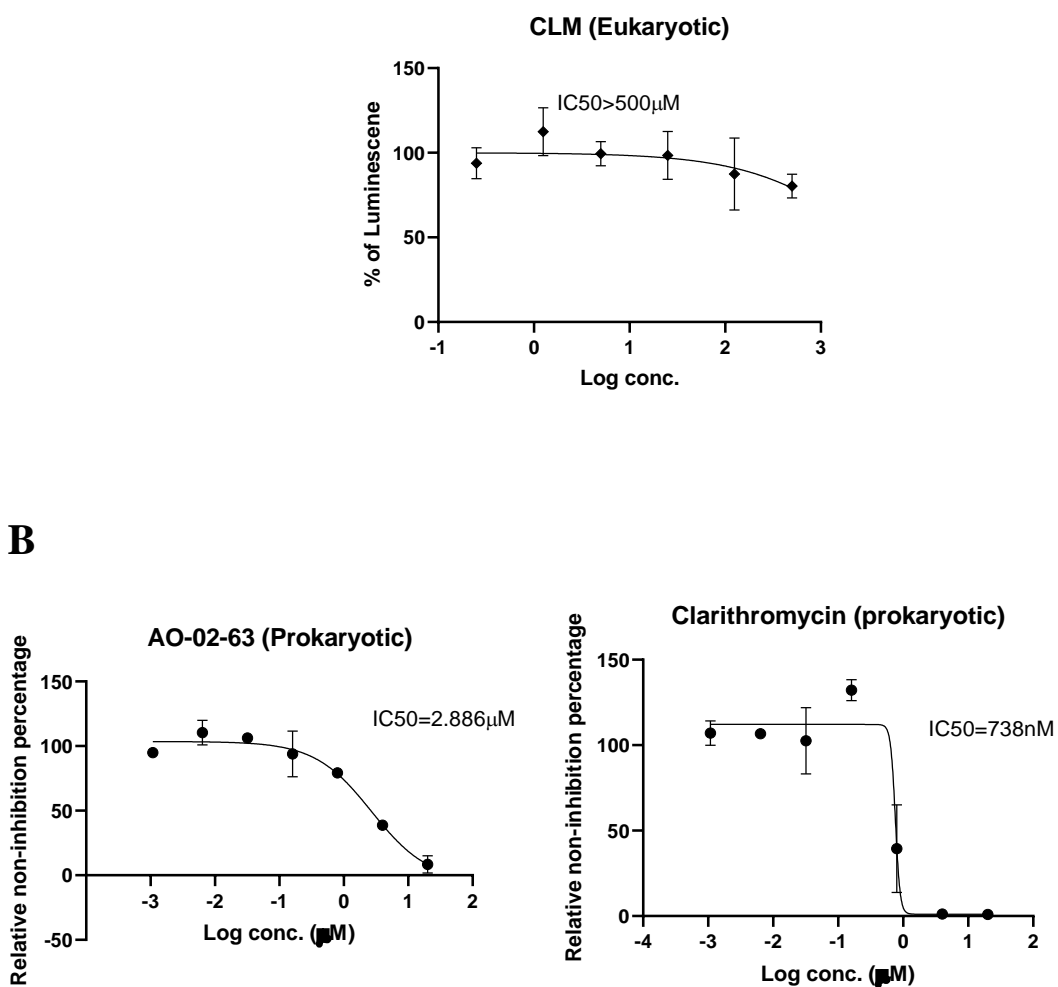 CLM (Eukaryotic)
IC50>500μM
% of Luminescene
150
100
50
0
-1 0 1 2 3
Log conc.
B
AO-02-63 (Prokaryotic)
IC50=2.886μM
Relative non-inhibition percentage
150
100
50
0
-50
-3 -2 -1 0 1 2
Log conc. (μM)
Clarithromycin (prokaryotic)
IC50=738nM
Relative non-inhibition percentage
150
100
50
0
-4 -3 -2 -1 0 1 2
Log conc. (μM)